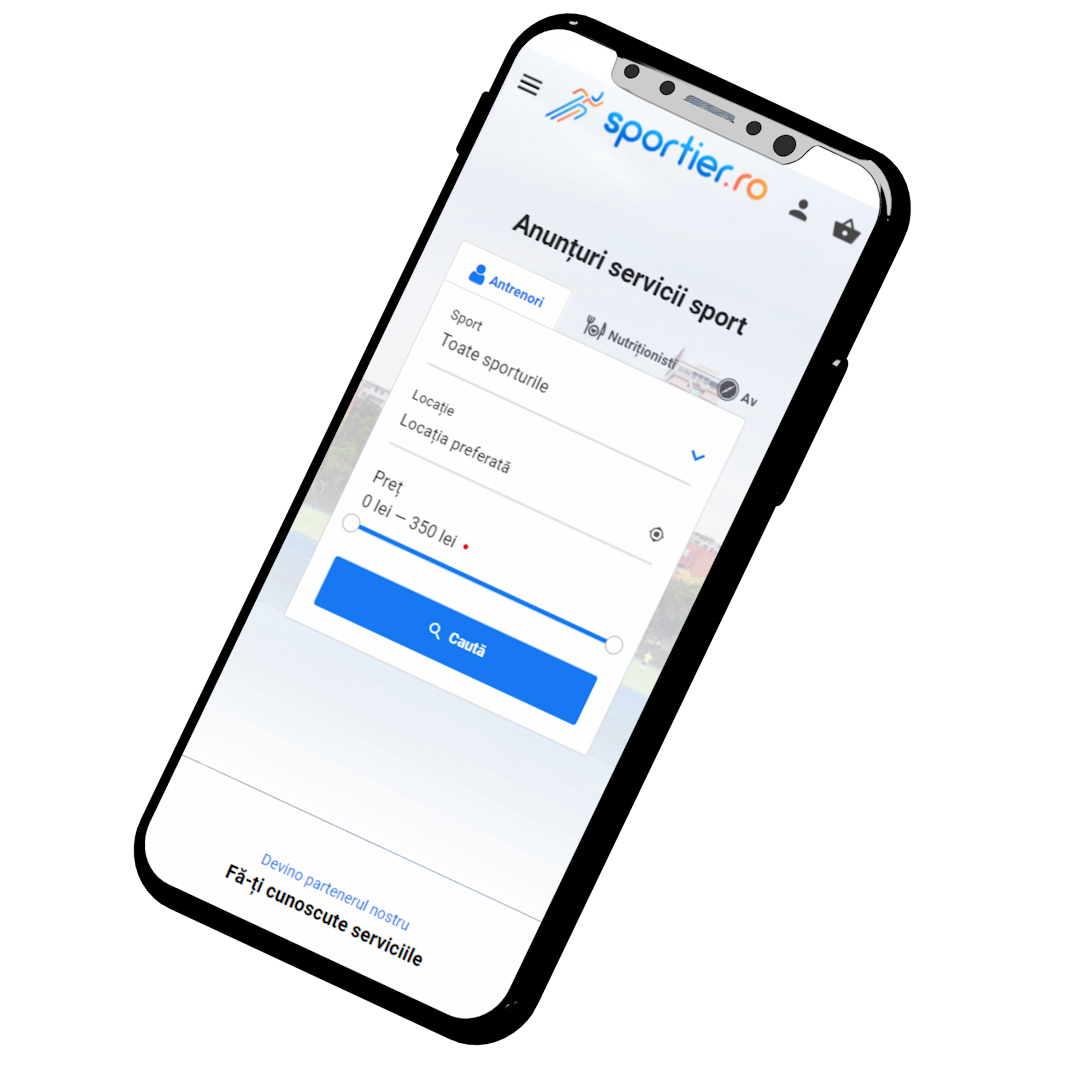 sportier.ro
Anunțuri servicii sport
Antrenori
Nutriționisti
Av
Sport
Toate sporturile
Locație
Locația preferată
Preț
0 lei – 350 lei
Caută
Devino partenerul nostru
Fă-ți cunoscute serviciile